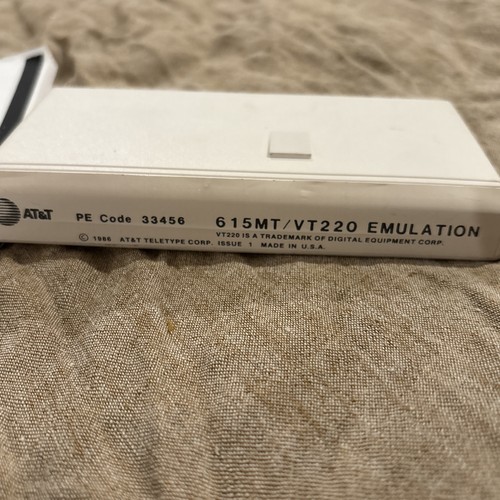 AT&T PE Code 33456 615MT/VT220 EMULATION
VT220 IS A TRADEMARK OF DIGITAL EQUIPMENT CORP.
© 1986 AT&T TELETYPE CORP. ISSUE 1 MADE IN U.S.A.